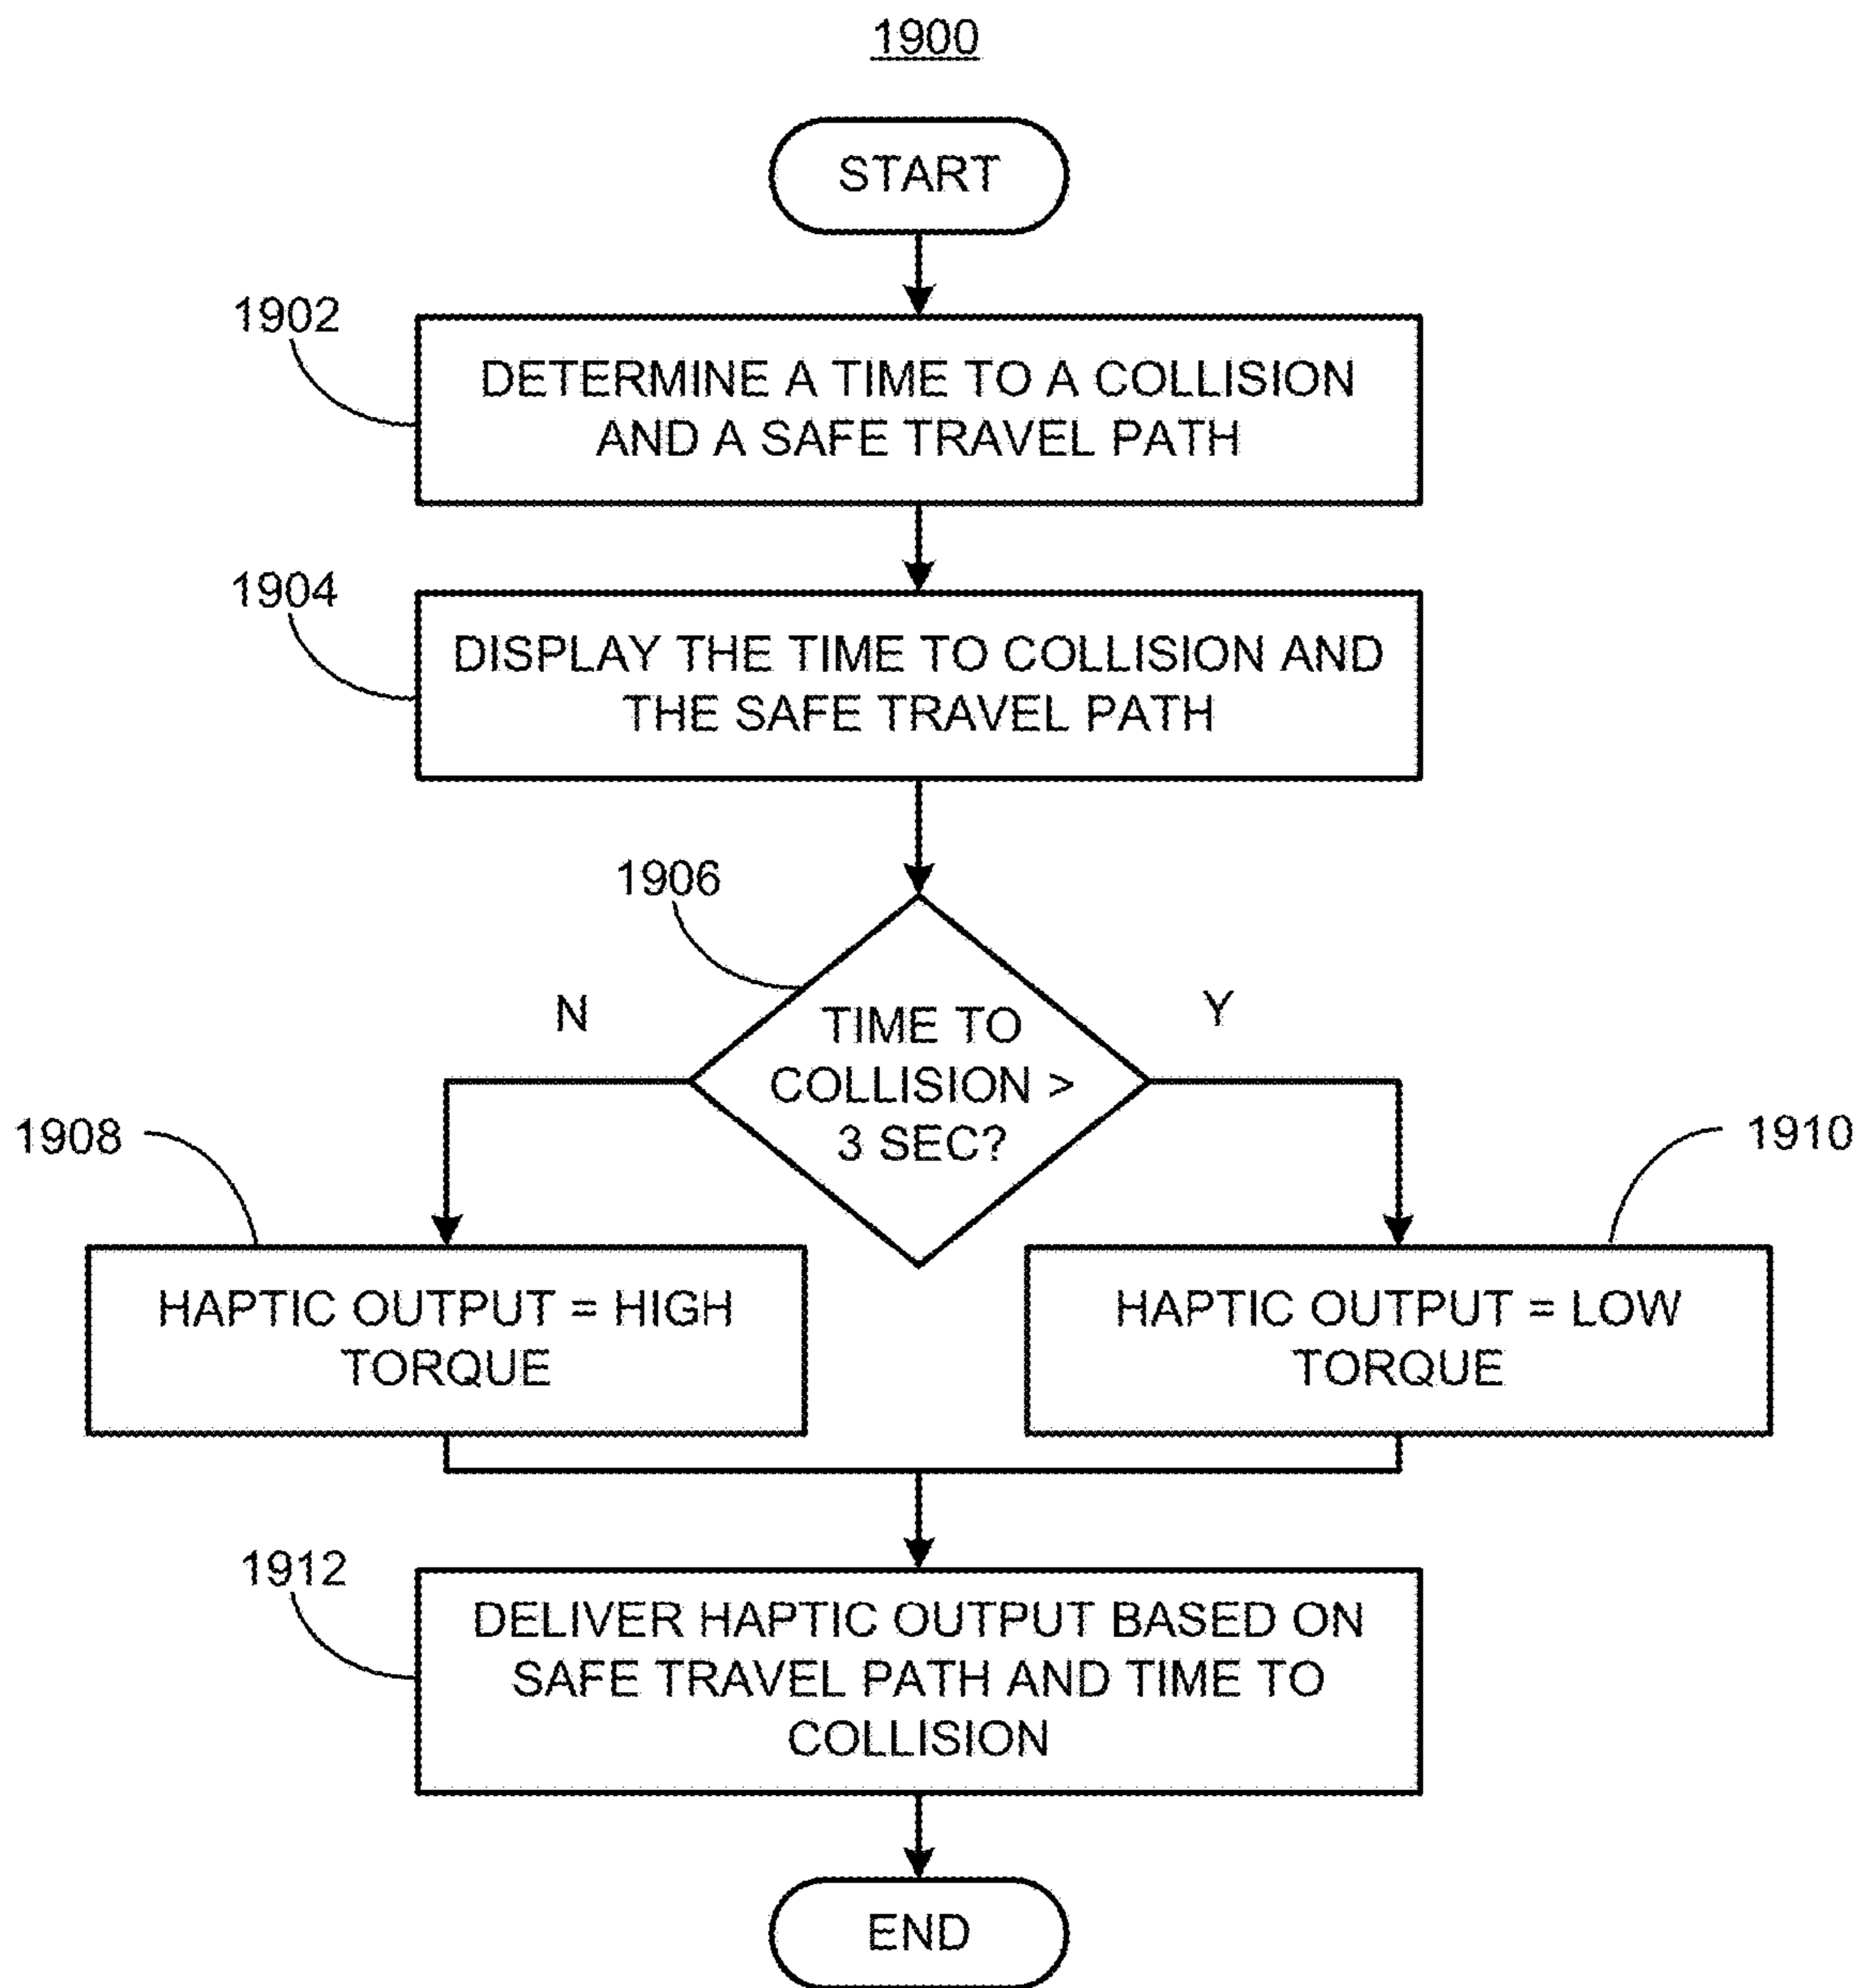 1900
START
1902
DETERMINE A TIME TO A COLLISION
AND A SAFE TRAVEL PATH
1904
DISPLAY THE TIME TO COLLISION AND
THE SAFE TRAVEL PATH
1906
N
Y
TIME TO
COLLISION >
3 SEC?
1908
1910
HAPTIC OUTPUT = HIGH
TORQUE
HAPTIC OUTPUT = LOW
TORQUE
1912
DELIVER HAPTIC OUTPUT BASED ON
SAFE TRAVEL PATH AND TIME TO
COLLISION
END